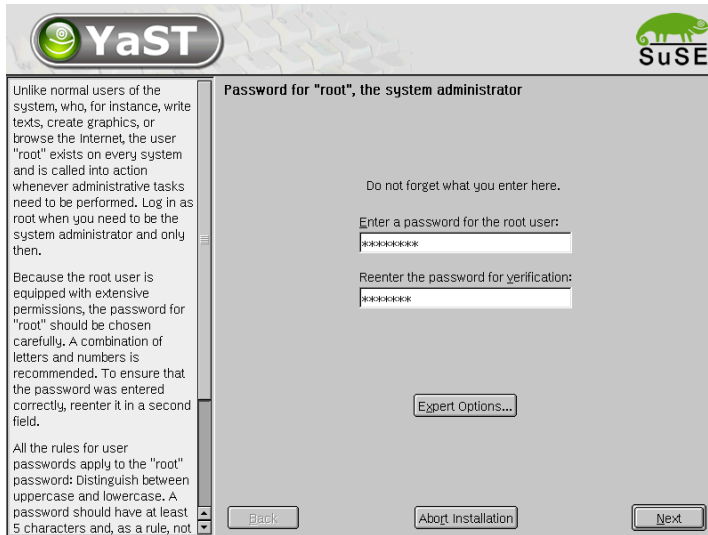 YaST
SuSE
Unlike normal users of the
system, who, for instance, write
texts, create graphics, or
browse the Internet, the user
"root" exists on every system
and is called into action
whenever administrative tasks
need to be performed. Log in as
root when you need to be the
system administrator and only
then.
Because the root user is
equipped with extensive
permissions, the password for
"root" should be chosen
carefully. A combination of
letters and numbers is
recommended. To ensure that
the password was entered
correctly, reenter it in a second
field.
All the rules for user
passwords apply to the "root"
password: Distinguish between
uppercase and lowercase. A
password should have at least
5 characters and, as a rule, not
Password for "root", the system administrator
Do not forget what you enter here.
Enter a password for the root user:
********
Reenter the password for verification:
*******
Expert Options...
Back
Abort Installation
Next